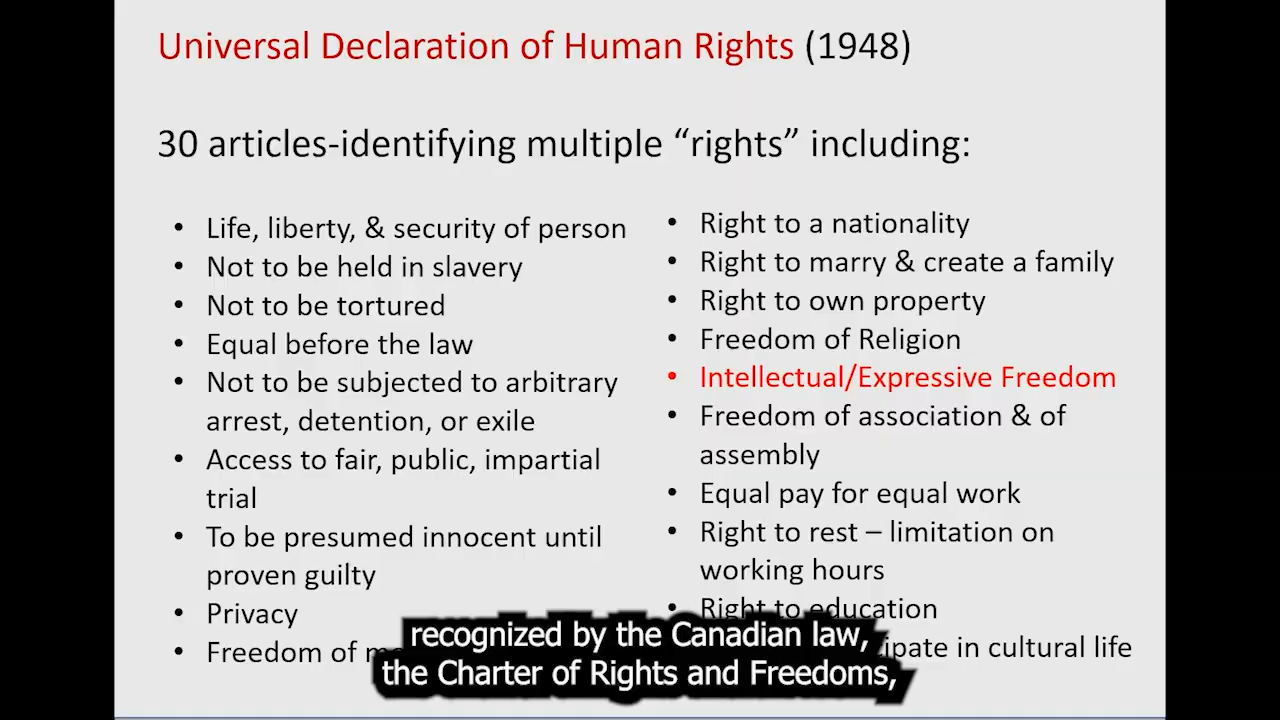 Universal Declaration of Human Rights (1948)
30 articles-identifying multiple “rights” including:
• Life, liberty, & security of person
• Not to be held in slavery
• Not to be tortured
• Equal before the law
• Not to be subjected to arbitrary
arrest, detention, or exile
• Access to fair, public, impartial
trial
• To be presumed innocent until
proven guilty
• Privacy
• Freedom of
• Right to a nationality
• Right to marry & create a family
• Right to own property
• Freedom of Religion
• Intellectual/Expressive Freedom
• Freedom of association & of
assembly
• Equal pay for equal work
• Right to rest – limitation on
working hours
• Right to education
in cultural life
recognized by the Canadian law,
the Charter of Rights and Freedoms,